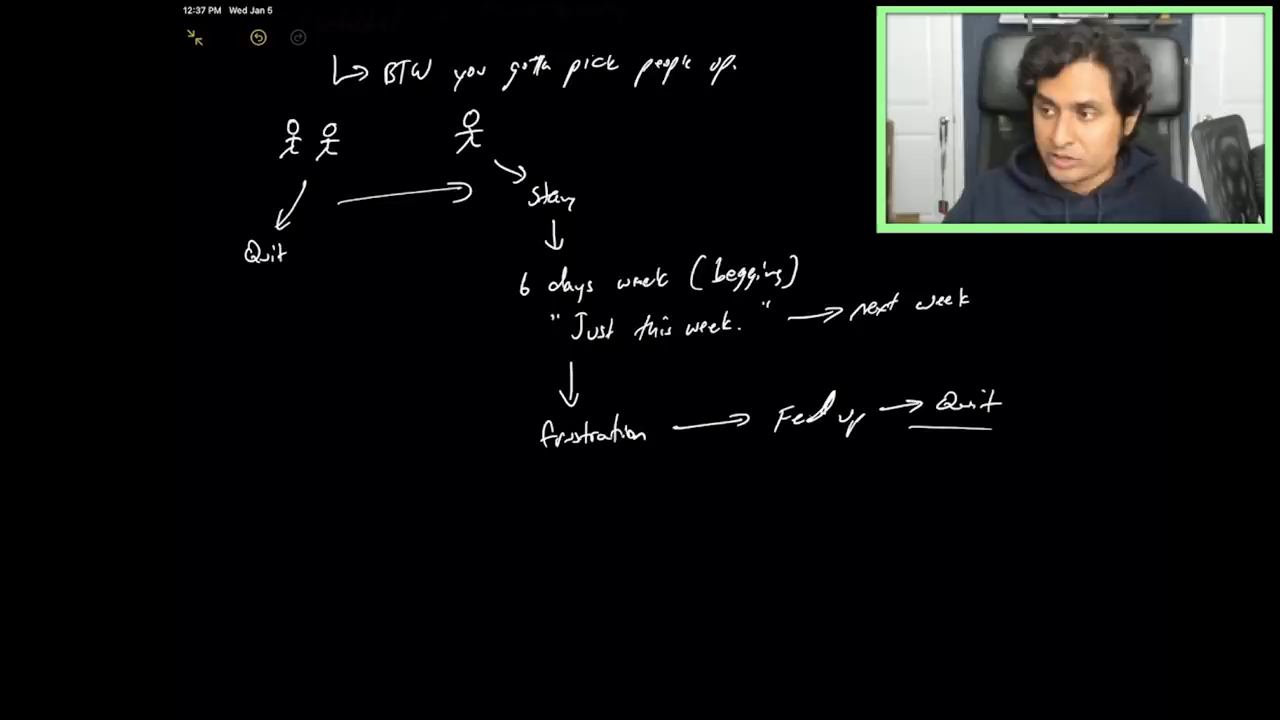 12:37 PM Wed Jan 5
↳ BTW you gotta pick people up.
Stay
Quit
6 days week (begging)
"Just this week." → next week
frustration → Fed up → Quit